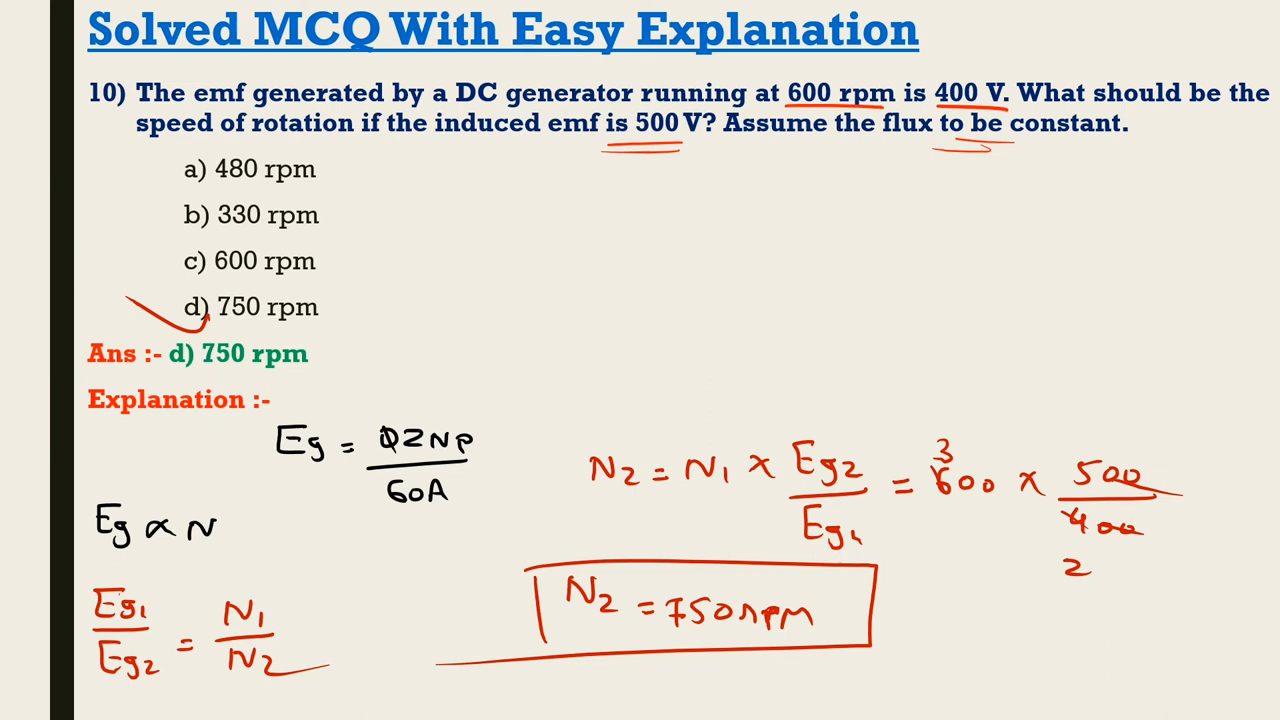 Solved MCQ With Easy Explanation
10) The emf generated by a DC generator running at 600 rpm is 400 V. What should be the
speed of rotation if the induced emf is 500 V? Assume the flux to be constant.
a) 480 rpm
b) 330 rpm
c) 600 rpm
d) 750 rpm
Ans :- d) 750 rpm
Explanation :-
Eg = ΦZNP / 60A
Eg ∝ N
Eg1 / Eg2 = N1 / N2
N2 = N1 × Eg2 / Eg1 = 600 × 500 / 400
3
2
N2 = 750 rpm